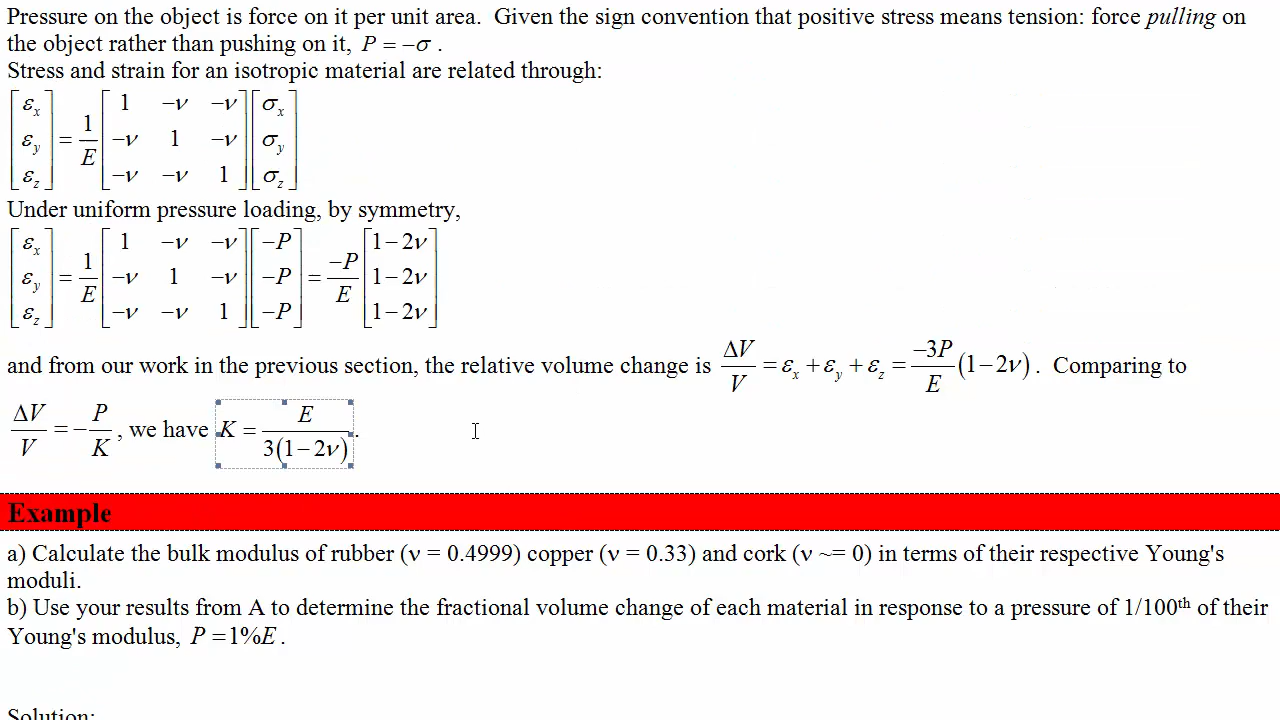 Pressure on the object is force on it per unit area. Given the sign convention that positive stress means tension: force pulling on
the object rather than pushing on it, P = −σ .
Stress and strain for an isotropic material are related through:
[εx εy εz] = 1/E [1 −ν −ν; −ν 1 −ν; −ν −ν 1] [σx σy σz]
Under uniform pressure loading, by symmetry,
[εx εy εz] = 1/E [1 −ν −ν; −ν 1 −ν; −ν −ν 1] [−P −P −P] = −P/E [1−2ν 1−2ν 1−2ν]
and from our work in the previous section, the relative volume change is ΔV/V = εx + εy + εz = −3P/E (1−2ν). Comparing to
ΔV/V = −P/K, we have K = E/3(1−2ν).
Example
a) Calculate the bulk modulus of rubber (ν = 0.4999) copper (ν = 0.33) and cork (ν ~= 0) in terms of their respective Young's
moduli.
b) Use your results from A to determine the fractional volume change of each material in response to a pressure of 1/100th of their
Young's modulus, P = 1%E .
Solution: